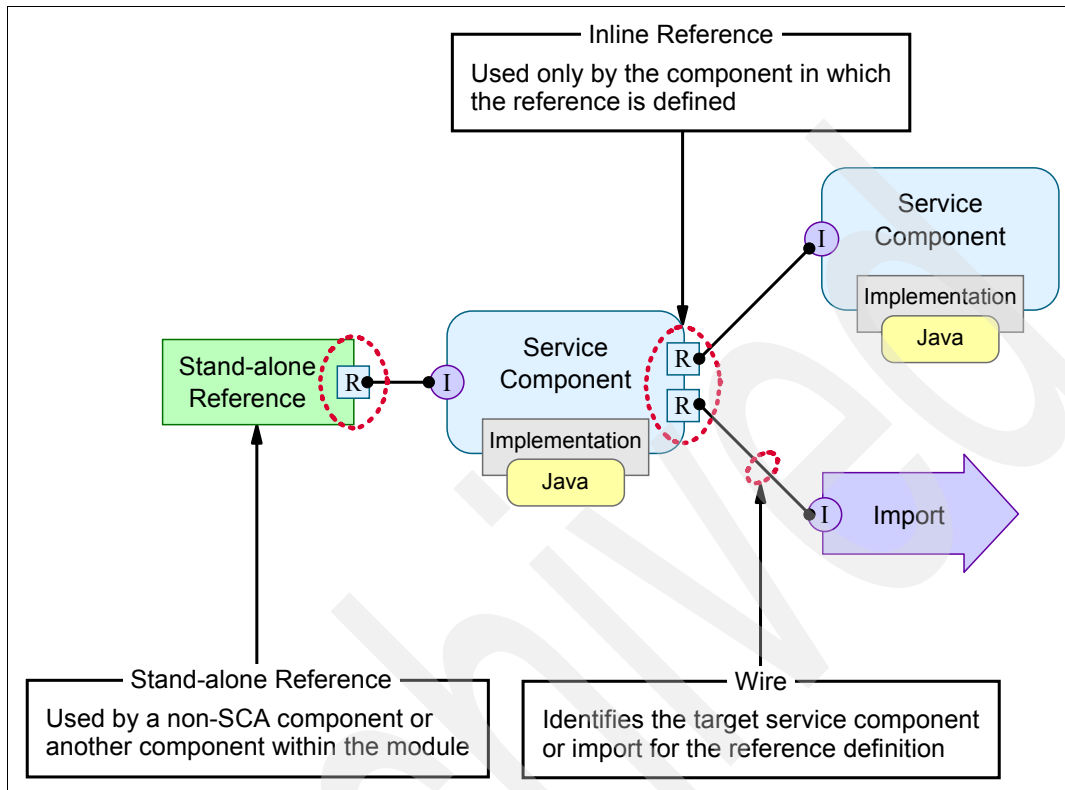 Inline Reference
Used only by the component in which
the reference is defined
Service
Component
I
Implementation
Java
Stand-alone
Reference
R
I
Service
Component
R
R
Implementation
Java
I
Import
Stand-alone Reference
Used by a non-SCA component or
another component within the module
Wire
Identifies the target service component
or import for the reference definition